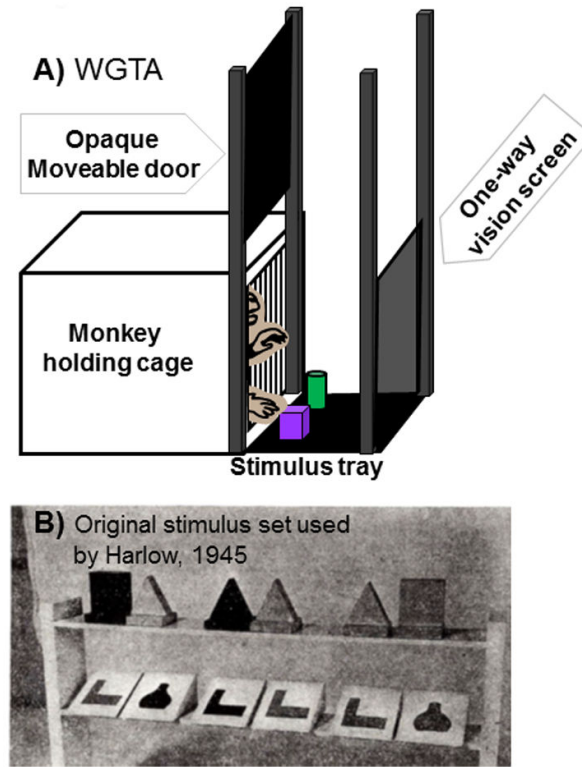 A) WGTA
Opaque
Moveable door
One-way
vision screen
Monkey
holding cage
Stimulus tray
B) Original stimulus set used
by Harlow, 1945